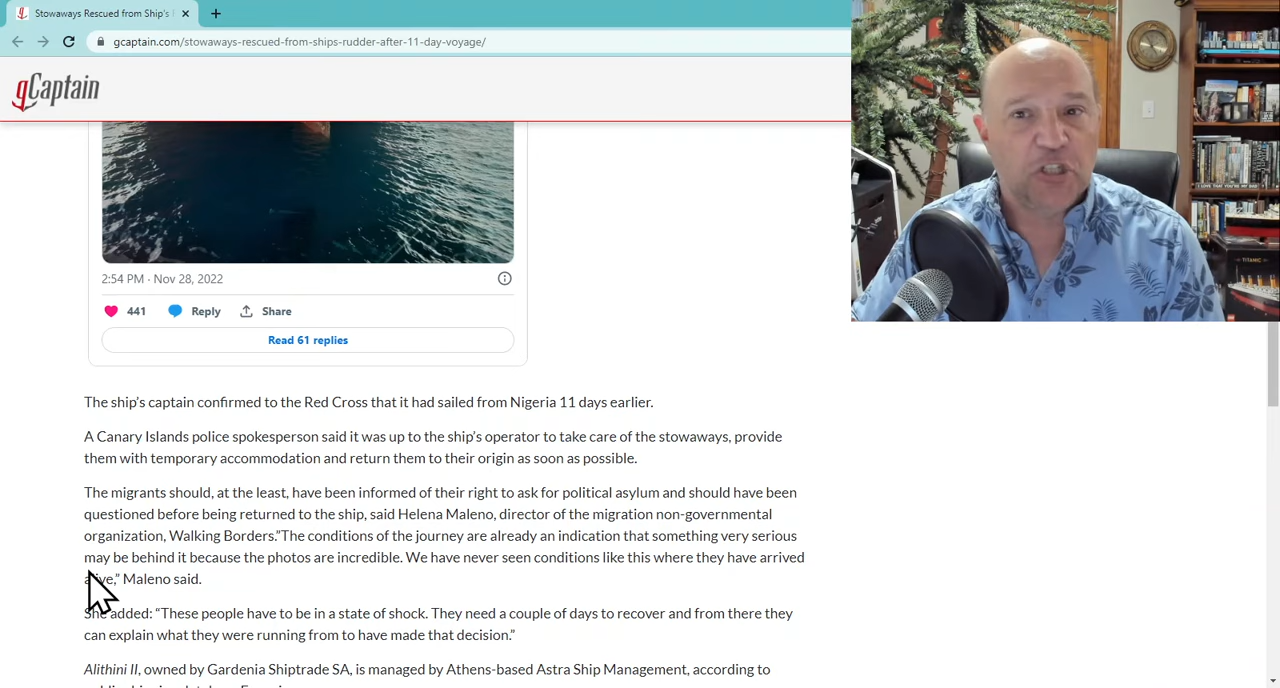 Stowaways Rescued from Ship's
gcaptain.com/stowaways-rescued-from-ships-rudder-after-11-day-voyage/
gCaptain
2:54 PM · Nov 28, 2022
441 Reply Share
Read 61 replies
The ship's captain confirmed to the Red Cross that it had sailed from Nigeria 11 days earlier.
A Canary Islands police spokesperson said it was up to the ship's operator to take care of the stowaways, provide
them with temporary accommodation and return them to their origin as soon as possible.
The migrants should, at the least, have been informed of their right to ask for political asylum and should have been
questioned before being returned to the ship, said Helena Maleno, director of the migration non-governmental
organization, Walking Borders."The conditions of the journey are already an indication that something very serious
may be behind it because the photos are incredible. We have never seen conditions like this where they have arrived
alive," Maleno said.
She added: “These people have to be in a state of shock. They need a couple of days to recover and from there they
can explain what they were running from to have made that decision.”
Alithini II, owned by Gardenia Shiptrade SA, is managed by Athens-based Astra Ship Management, according to
I LOVE THAT YOU'RE MY DAD
TITANIC